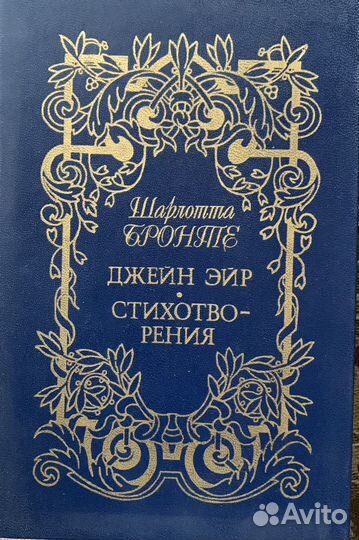 Шарлотта
БРОНТЕ
ДЖЕЙН ЭЙР
•
СТИХОТВО-
РЕНИЯ
Avito